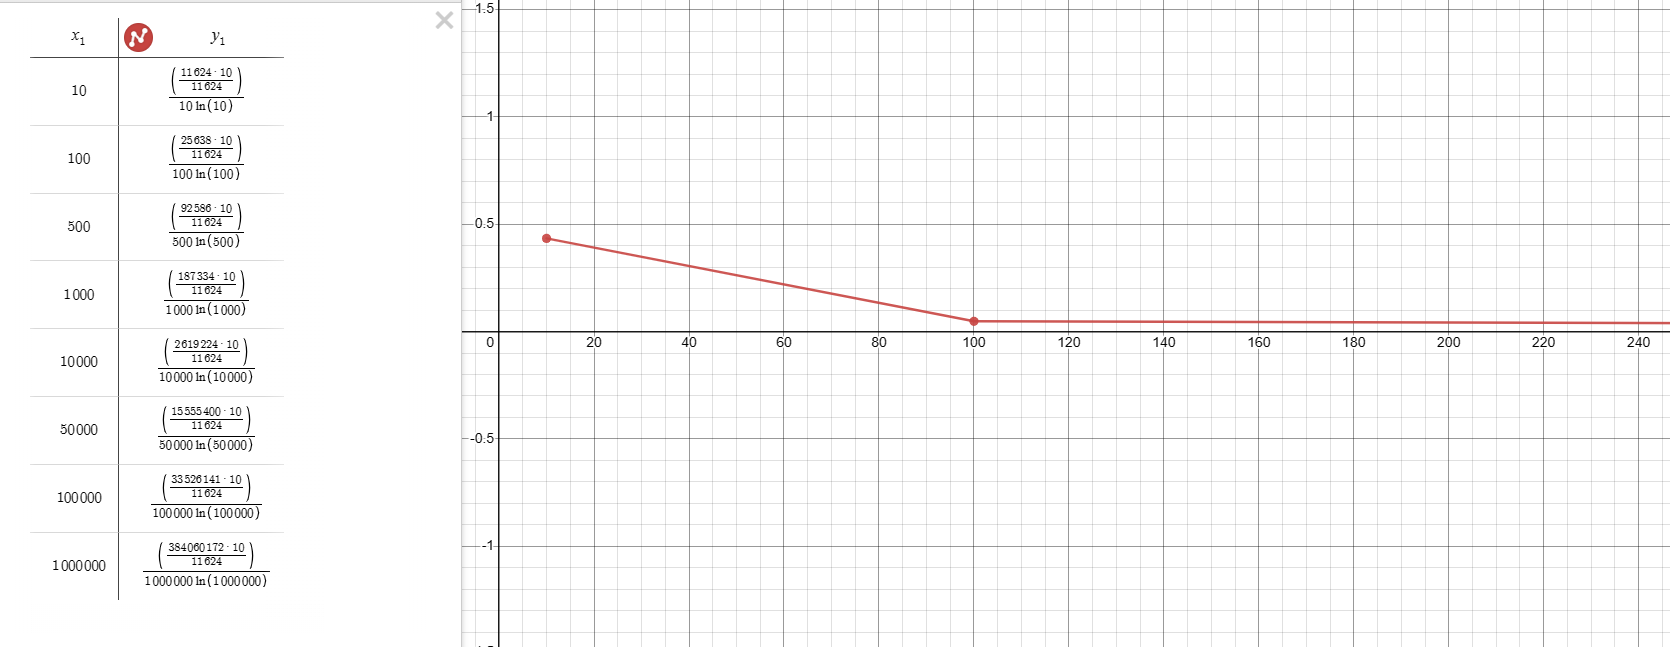 x₁ y₁
10 ((11624·10)/11624)/(10 ln(10))
100 ((25638·10)/11624)/(100 ln(100))
500 ((92586·10)/11624)/(500 ln(500))
1000 ((187334·10)/11624)/(1000 ln(1000))
10000 ((2619224·10)/11624)/(10000 ln(10000))
50000 ((15555400·10)/11624)/(50000 ln(50000))
100000 ((33526141·10)/11624)/(100000 ln(100000))
1000000 ((384060172·10)/11624)/(1000000 ln(1000000))
1.5
1
0.5
0 20 40 60 80 100 120 140 160 180 200 220 240
-0.5
-1